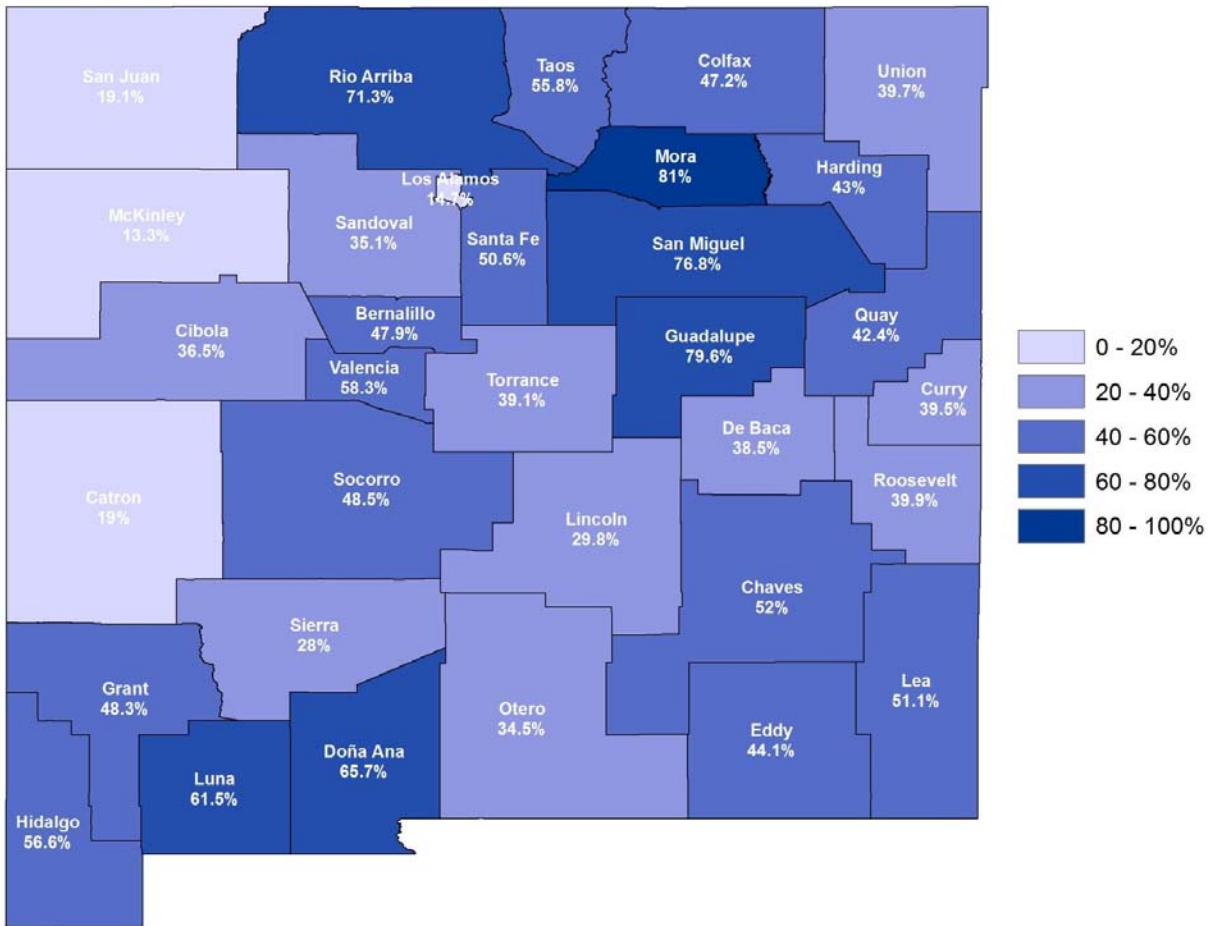 San Juan
19.1%
Rio Arriba
71.3%
Taos
55.8%
Colfax
47.2%
Union
39.7%
Mora
81%
Harding
43%
Los Alamos
14.7%
McKinley
13.3%
Sandoval
35.1%
Santa Fe
50.6%
San Miguel
76.8%
Bernalillo
47.9%
Cibola
36.5%
Valencia
58.3%
Guadalupe
79.6%
Quay
42.4%
Torrance
39.1%
Curry
39.5%
De Baca
38.5%
Roosevelt
39.9%
Catron
19%
Socorro
48.5%
Lincoln
29.8%
Chaves
52%
Sierra
28%
Grant
48.3%
Otero
34.5%
Lea
51.1%
Eddy
44.1%
Luna
61.5%
Doña Ana
65.7%
Hidalgo
56.6%
0 - 20%
20 - 40%
40 - 60%
60 - 80%
80 - 100%